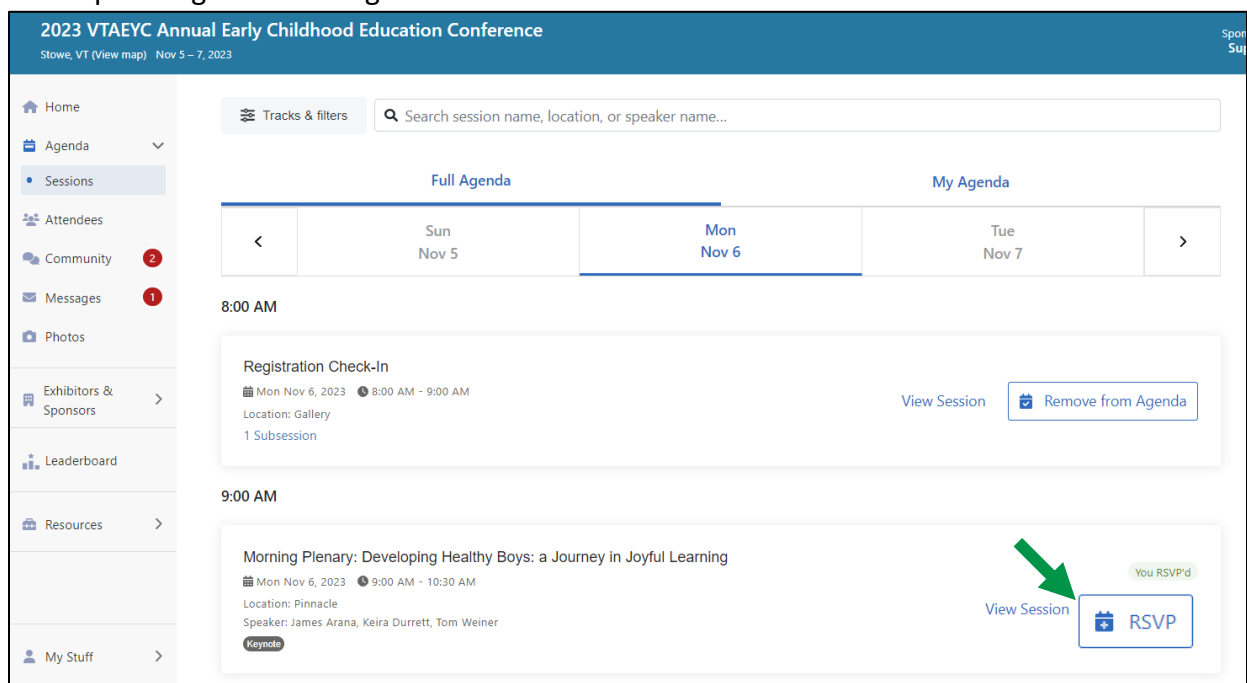 2023 VTAEYC Annual Early Childhood Education Conference
Stowe, VT (View map) Nov 5 – 7, 2023
Home
Agenda
Sessions
Attendees
Community 2
Messages 1
Photos
Exhibitors &
Sponsors
Leaderboard
Resources
My Stuff
Tracks & filters
Search session name, location, or speaker name...
Full Agenda
My Agenda
Sun
Nov 5
Mon
Nov 6
Tue
Nov 7
8:00 AM
Registration Check-In
Mon Nov 6, 2023 8:00 AM - 9:00 AM
Location: Gallery
1 Subsession
View Session
Remove from Agenda
9:00 AM
Morning Plenary: Developing Healthy Boys: a Journey in Joyful Learning
Mon Nov 6, 2023 9:00 AM - 10:30 AM
Location: Pinnacle
Speaker: James Arana, Keira Durrett, Tom Weiner
Keynote
You RSVP'd
View Session
RSVP